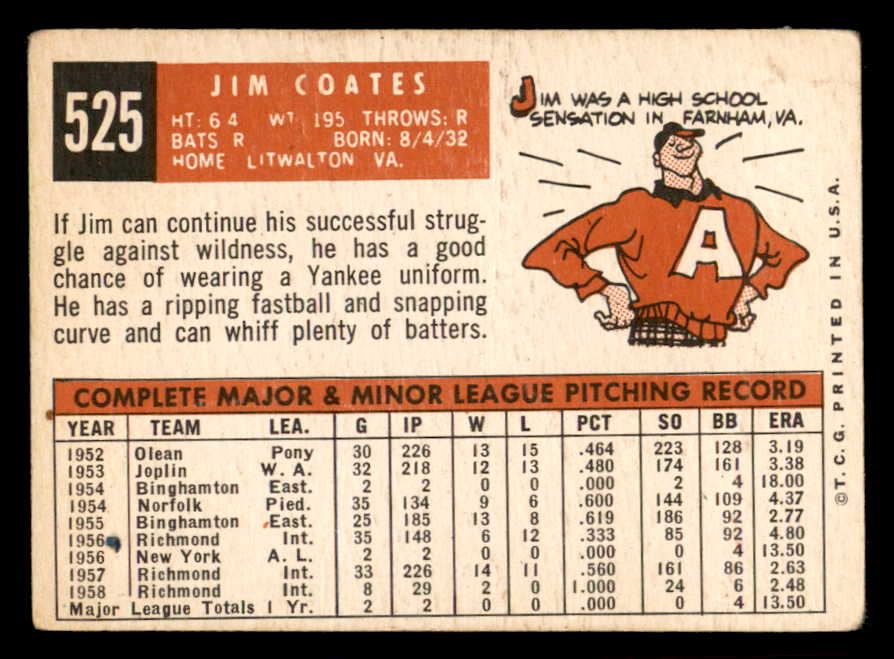 525
JIM COATES
HT: 6 4 WT 195 THROWS: R
BATS R BORN: 8/4/32
HOME LITWALTON VA.
JIM WAS A HIGH SCHOOL
SENSATION IN FARNHAM, VA.
A
If Jim can continue his successful strug-
gle against wildness, he has a good
chance of wearing a Yankee uniform.
He has a ripping fastball and snapping
curve and can whiff plenty of batters.
COMPLETE MAJOR & MINOR LEAGUE PITCHING RECORD
YEAR TEAM LEA. G IP W L PCT SO BB ERA
1952 Olean Pony 30 226 13 15 .464 223 128 3.19
1953 Joplin W. A. 32 218 12 13 .480 174 161 3.38
1954 Binghamton East. 2 2 0 0 .000 2 4 18.00
1954 Norfolk Pied. 35 134 9 6 .600 144 109 4.37
1955 Binghamton East. 25 185 13 8 .619 186 92 2.77
1956 Richmond Int. 35 148 6 12 .333 85 92 4.80
1956 New York A. L. 2 2 0 0 .000 0 4 13.50
1957 Richmond Int. 33 226 14 11 .560 161 86 2.63
1958 Richmond Int. 8 29 2 0 1.000 24 6 2.48
Major League Totals 1 Yr. 2 2 0 0 .000 0 4 13.50
©T.C.G. PRINTED IN U.S.A.